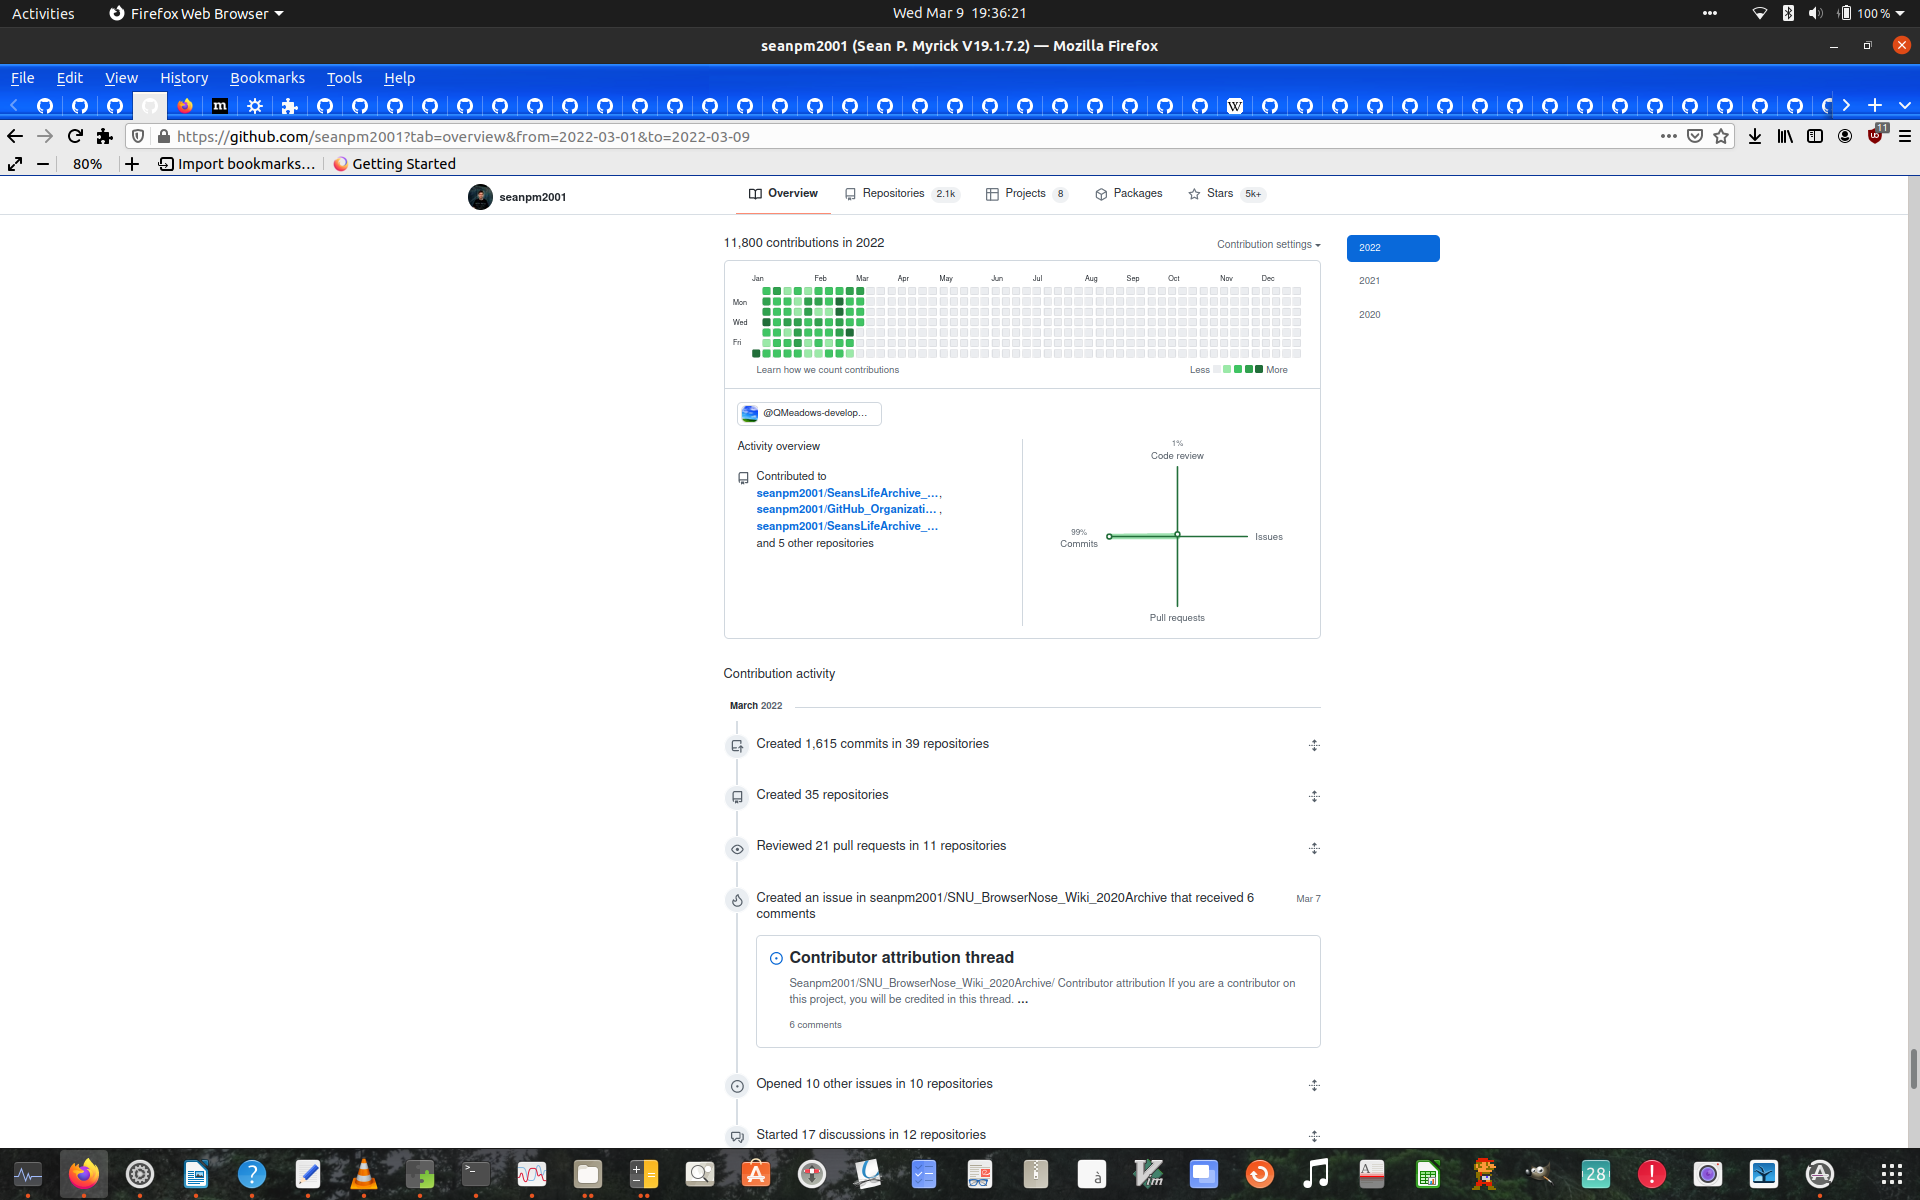 Activities
Firefox Web Browser
Wed Mar 9 19:36:21
100 %
seanpm2001 (Sean P. Myrick V19.1.7.2) — Mozilla Firefox
File Edit View History Bookmarks Tools Help
m
W
https://github.com/seanpm2001?tab=overview&from=2022-03-01&to=2022-03-09
11
80%
Import bookmarks...
Getting Started
seanpm2001
Overview
Repositories 2.1k
Projects 8
Packages
Stars 5k+
11,800 contributions in 2022
Contribution settings
2022
2021
2020
Jan Feb Mar Apr May Jun Jul Aug Sep Oct Nov Dec
Mon
Wed
Fri
Learn how we count contributions
Less More
@QMeadows-develop...
Activity overview
Contributed to
seanpm2001/SeansLifeArchive_... ,
seanpm2001/GitHub_Organizati... ,
seanpm2001/SeansLifeArchive_...
and 5 other repositories
1%
Code review
99%
Commits
Issues
Pull requests
Contribution activity
March 2022
Created 1,615 commits in 39 repositories
Created 35 repositories
Reviewed 21 pull requests in 11 repositories
Created an issue in seanpm2001/SNU_BrowserNose_Wiki_2020Archive that received 6
comments
Mar 7
Contributor attribution thread
Seanpm2001/SNU_BrowserNose_Wiki_2020Archive/ Contributor attribution If you are a contributor on
this project, you will be credited in this thread. ...
6 comments
Opened 10 other issues in 10 repositories
Started 17 discussions in 12 repositories
?
>_
à
Vim
A
28